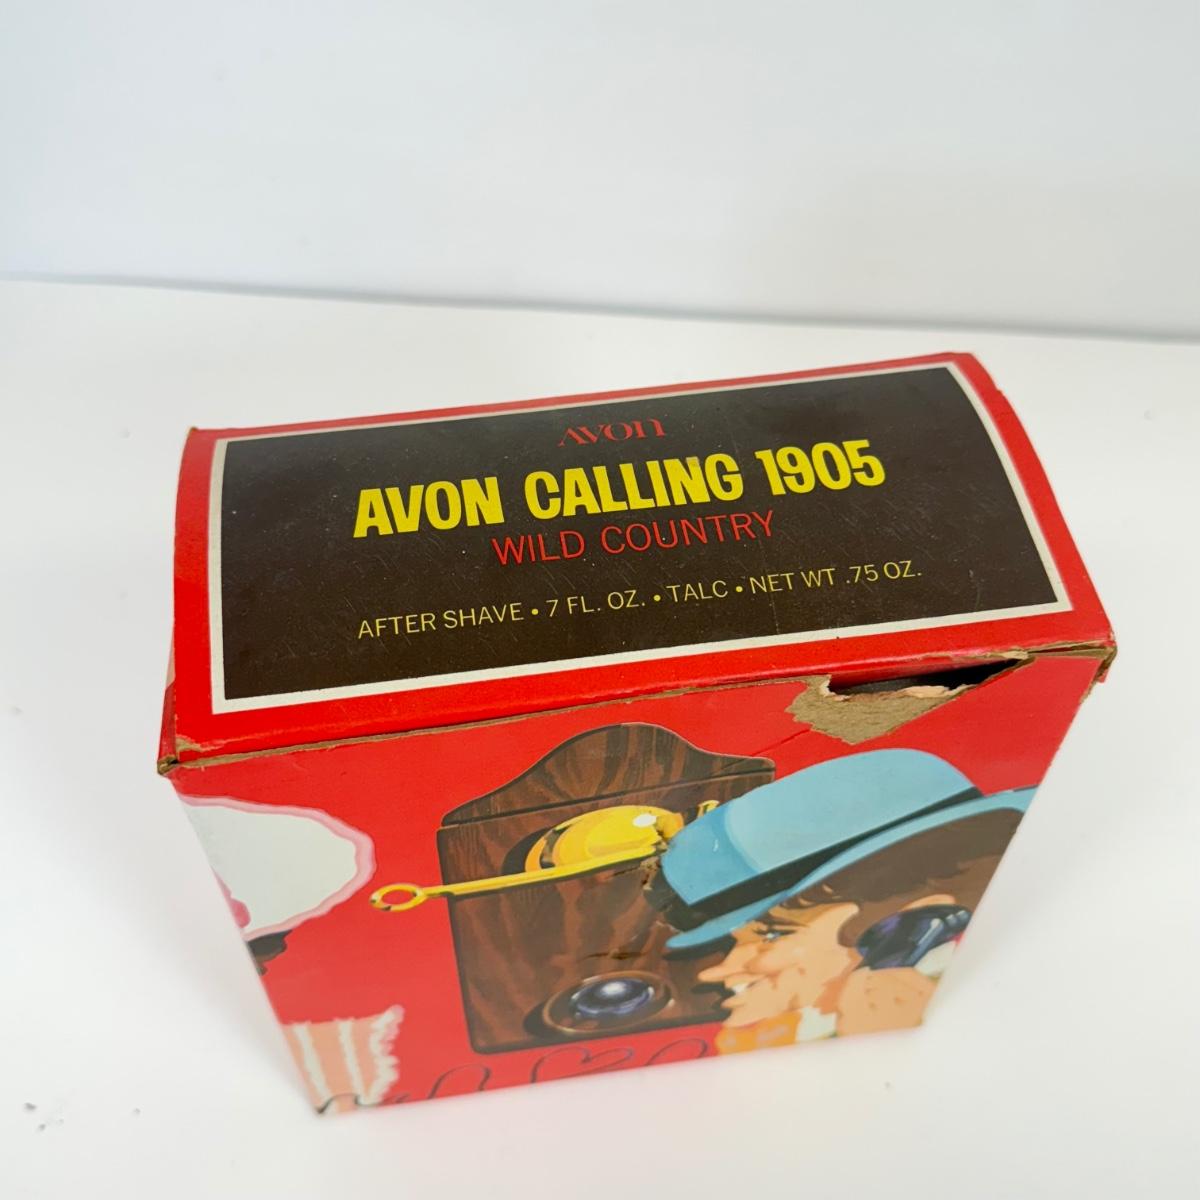 AVON
AVON CALLING 1905
WILD COUNTRY
AFTER SHAVE • 7 FL. OZ. • TALC • NET WT .75 OZ.